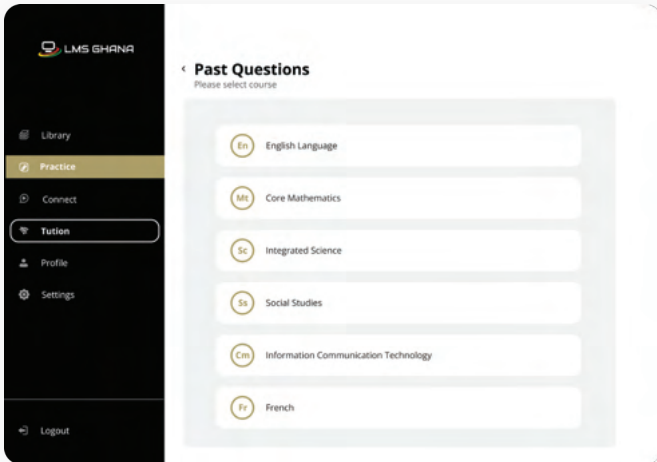 LMS GHANA
Library
Practice
Connect
Tution
Profile
Settings
Logout
‹ Past Questions
Please select course
En English Language
Mt Core Mathematics
Sc Integrated Science
Ss Social Studies
Cm Information Communication Technology
Fr French